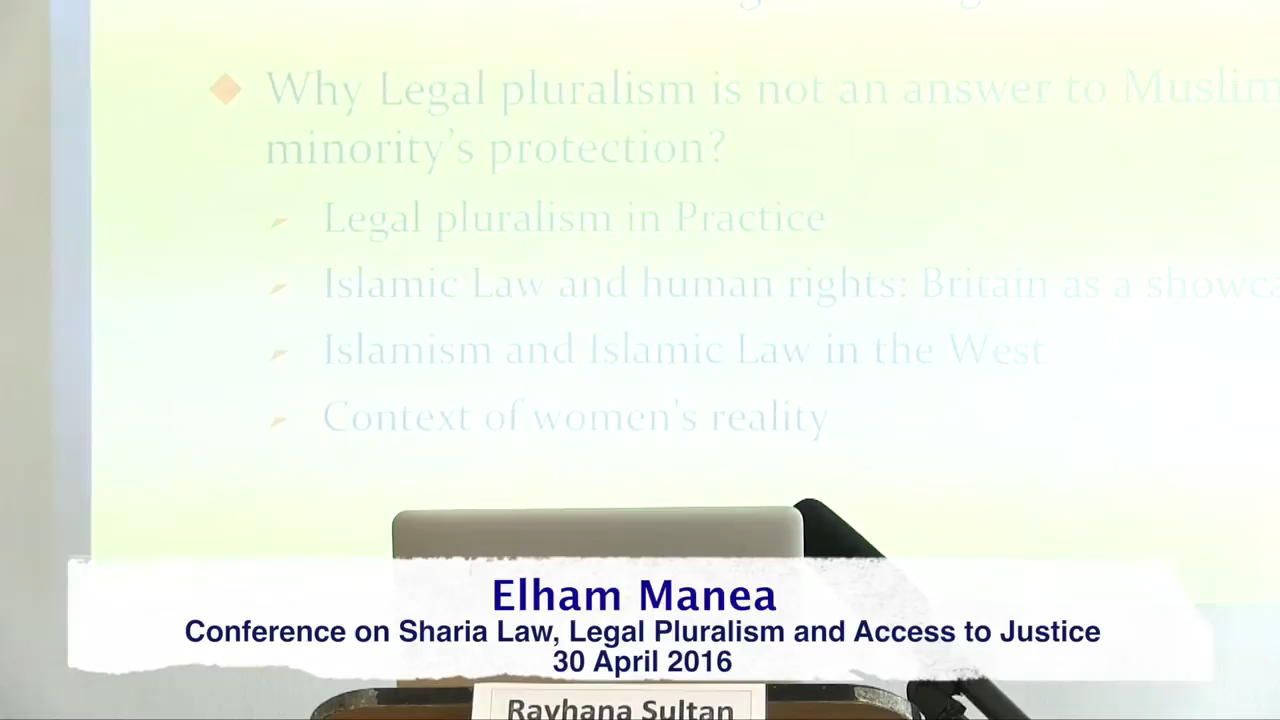 Why Legal pluralism is not an answer to Muslim
minority's protection?
Legal pluralism in Practice
Islamic Law and human rights: Britain as a
Islamism and Islamic Law in the West
Context of women's reality
Elham Manea
Conference on Sharia Law, Legal Pluralism and Access to Justice
30 April 2016
Rayhana Sultan